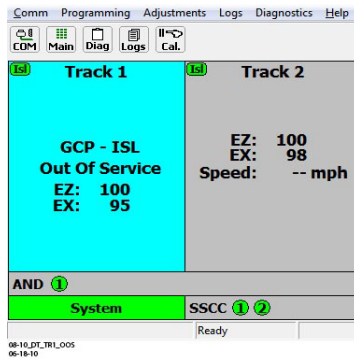 Comm Programming Adjustments Logs Diagnostics Help
COM Main Diag Logs Cal.
Isl Track 1
GCP - ISL
Out Of Service
EZ: 100
EX: 95
Isl Track 2
EZ: 100
EX: 98
Speed: -- mph
AND 1
System SSCC 1 2
Ready
08-10_DT_TR1_OOS
06-18-10